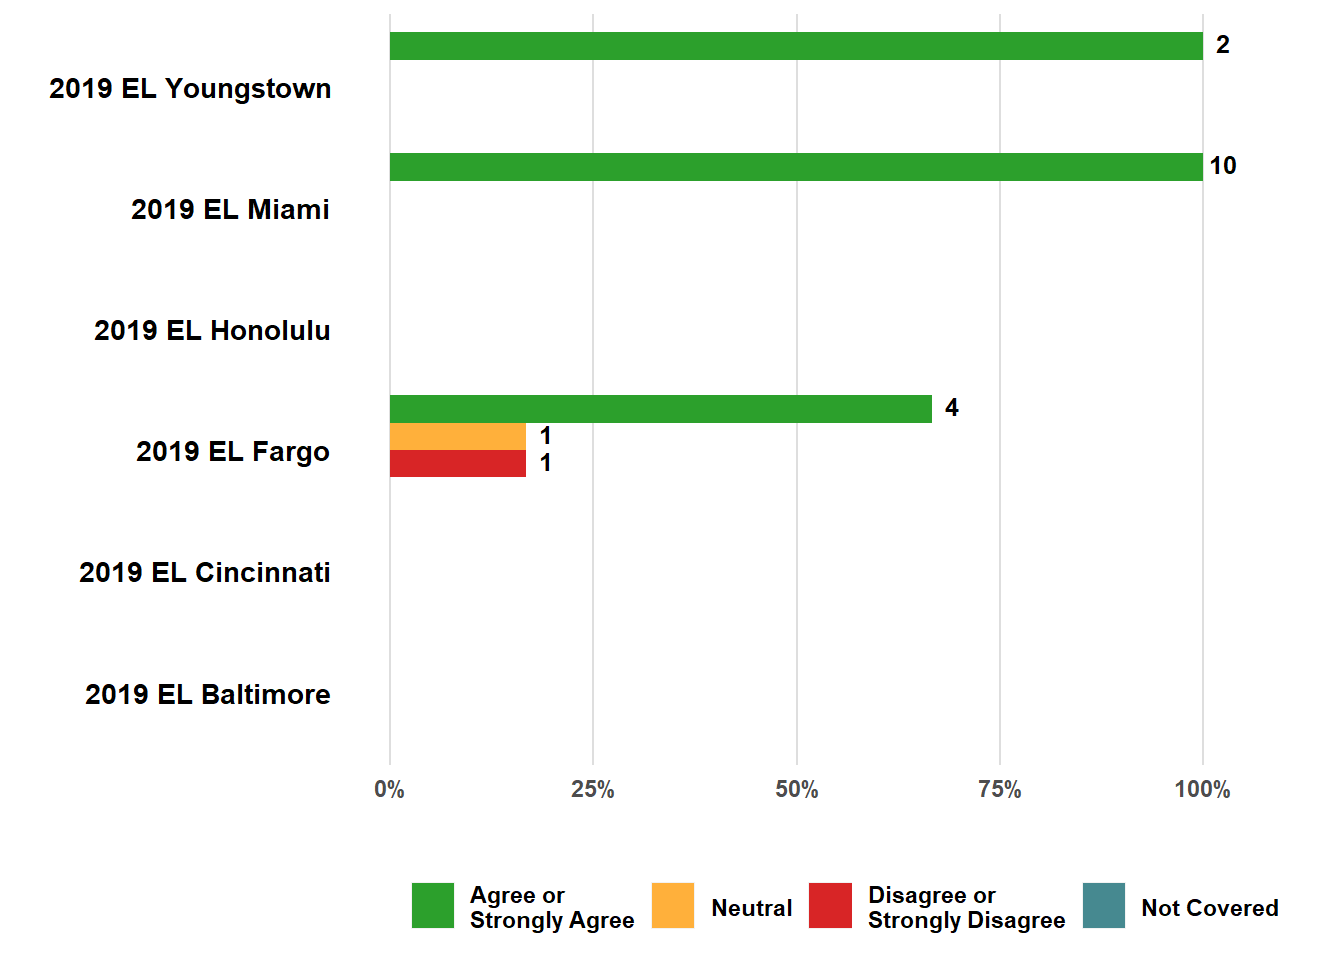 2
2019 EL Youngstown
10
2019 EL Miami
2019 EL Honolulu
4
1
2019 EL Fargo
1
2019 EL Cincinnati
2019 EL Baltimore
0% 25% 50% 75% 100%
Agree or
Strongly Agree
Neutral
Disagree or
Strongly Disagree
Not Covered